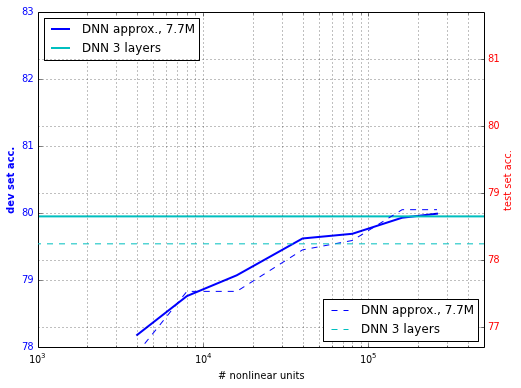 83
82
81
80
79
78
dev set acc.
DNN approx., 7.7M
DNN 3 layers
81
80
79
78
77
test set acc.
DNN approx., 7.7M
DNN 3 layers
10^3
10^4
10^5
# nonlinear units